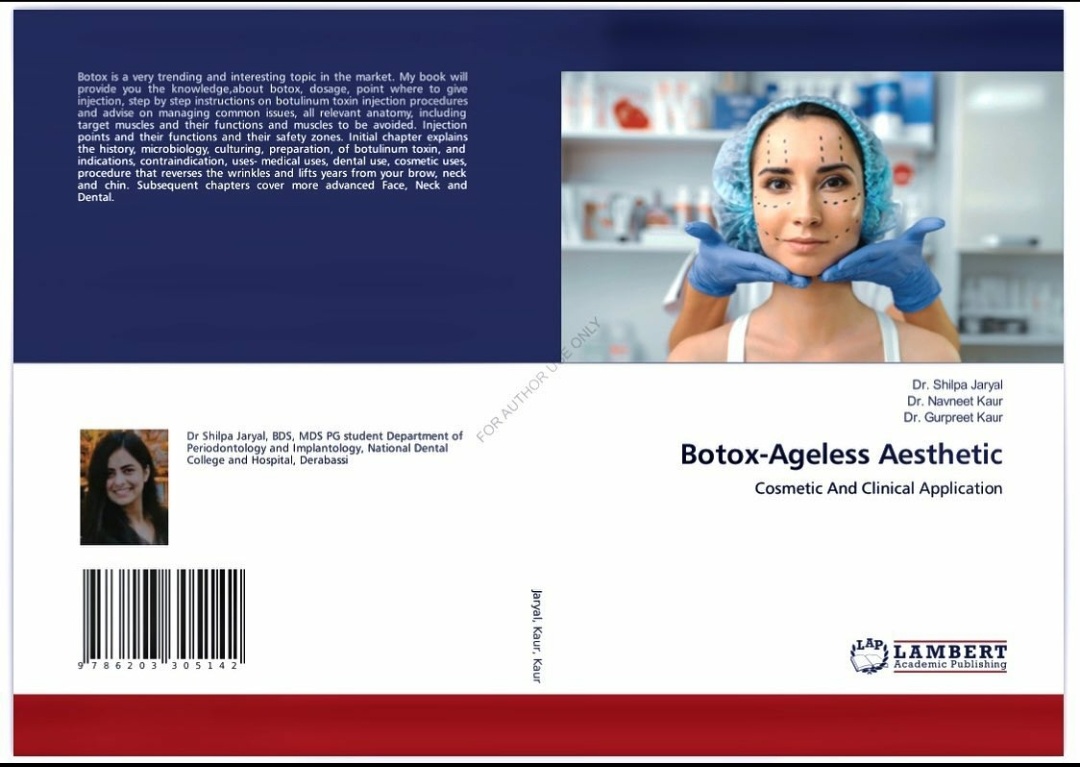 Botox is a very trending and interesting topic in the market. My book will
provide you the knowledge,about botox, dosage, point where to give
injection, step by step instructions on botulinum toxin injection procedures
and advise on managing common issues, all relevant anatomy, including
target muscles and their functions and muscles to be avoided. Injection
points and their functions and their safety zones. Initial chapter explains
the history, microbiology, culturing, preparation, of botulinum toxin, and
indications, contraindication, uses- medical uses, dental use, cosmetic uses,
procedure that reverses the wrinkles and lifts years from your brow, neck
and chin. Subsequent chapters cover more advanced Face, Neck and
Dental.
Dr Shilpa Jaryal, BDS, MDS PG student Department of
Periodontology and Implantology, National Dental
College and Hospital, Derabassi
9 786203 305142
FOR AUTHOR USE ONLY
Jaryal, Kaur, Kaur
Dr. Shilpa Jaryal
Dr. Navneet Kaur
Dr. Gurpreet Kaur
Botox-Ageless Aesthetic
Cosmetic And Clinical Application
LAP
LAMBERT
Academic Publishing